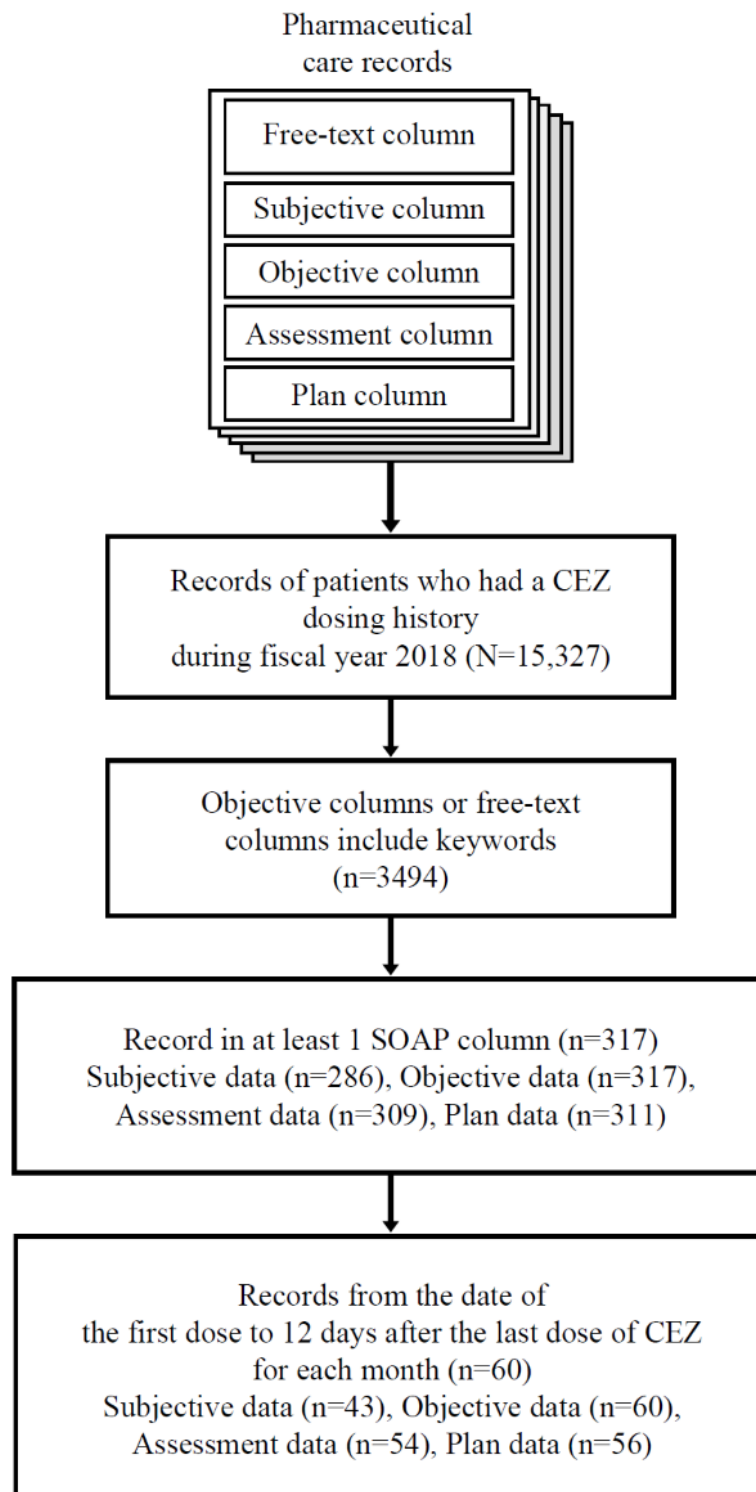 Pharmaceutical
care records
Free-text column
Subjective column
Objective column
Assessment column
Plan column
Records of patients who had a CEZ
dosing history
during fiscal year 2018 (N=15,327)
Objective columns or free-text
columns include keywords
(n=3494)
Record in at least 1 SOAP column (n=317)
Subjective data (n=286), Objective data (n=317),
Assessment data (n=309), Plan data (n=311)
Records from the date of
the first dose to 12 days after the last dose of CEZ
for each month (n=60)
Subjective data (n=43), Objective data (n=60),
Assessment data (n=54), Plan data (n=56)